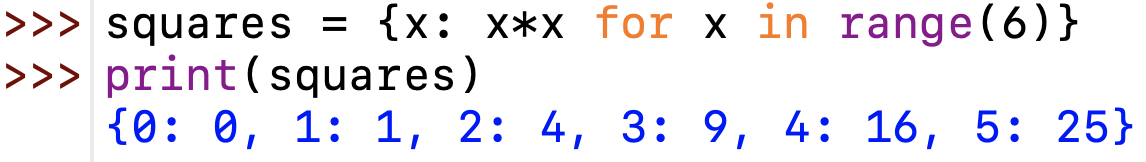 >>> squares = {x: x*x for x in range(6)}
>>> print(squares)
{0: 0, 1: 1, 2: 4, 3: 9, 4: 16, 5: 25}